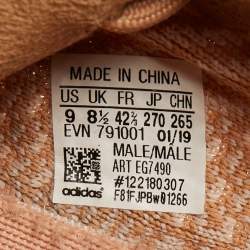 MADE IN CHINA
US UK FR JP CHN
9 8½ 42⅔ 270 265
EVN 791001 01/19
MALE/MALE
ART EG7490
#122180307
F81FJPBw01266
adidas